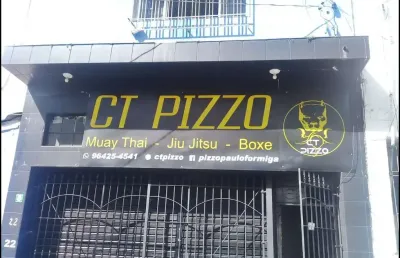 CT PIZZO
Muay Thai - Jiu Jitsu - Boxe
96425-4541 ctpizzo pizzopauloformiga
CT
PIZZO
22
22